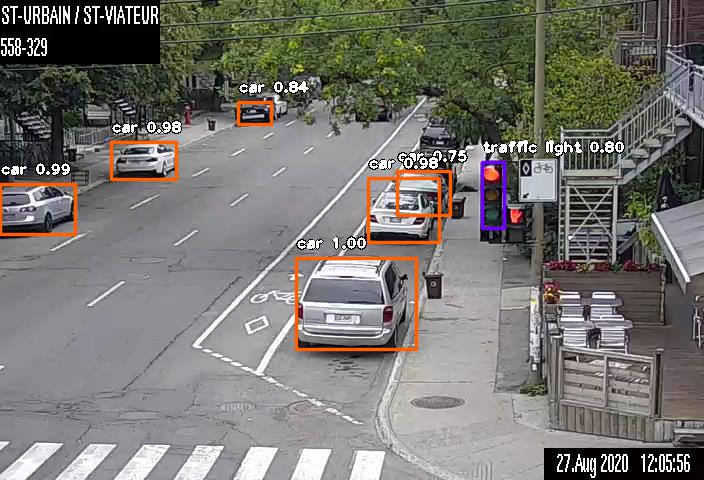 ST-URBAIN / ST-VIATEUR
558-329
car 0.84
car 0.98
traffic light 0.80
car 0.75
car 0.98
car 0.99
car 1.00
27.Aug 2020 12:05:56